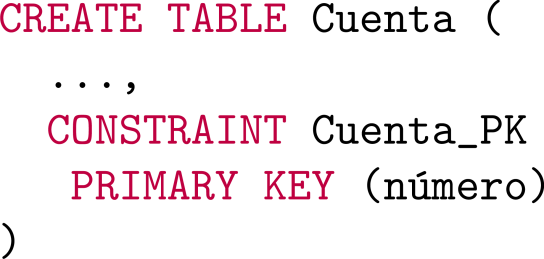 CREATE TABLE Cuenta (
...,
CONSTRAINT Cuenta_PK
PRIMARY KEY (número)
)